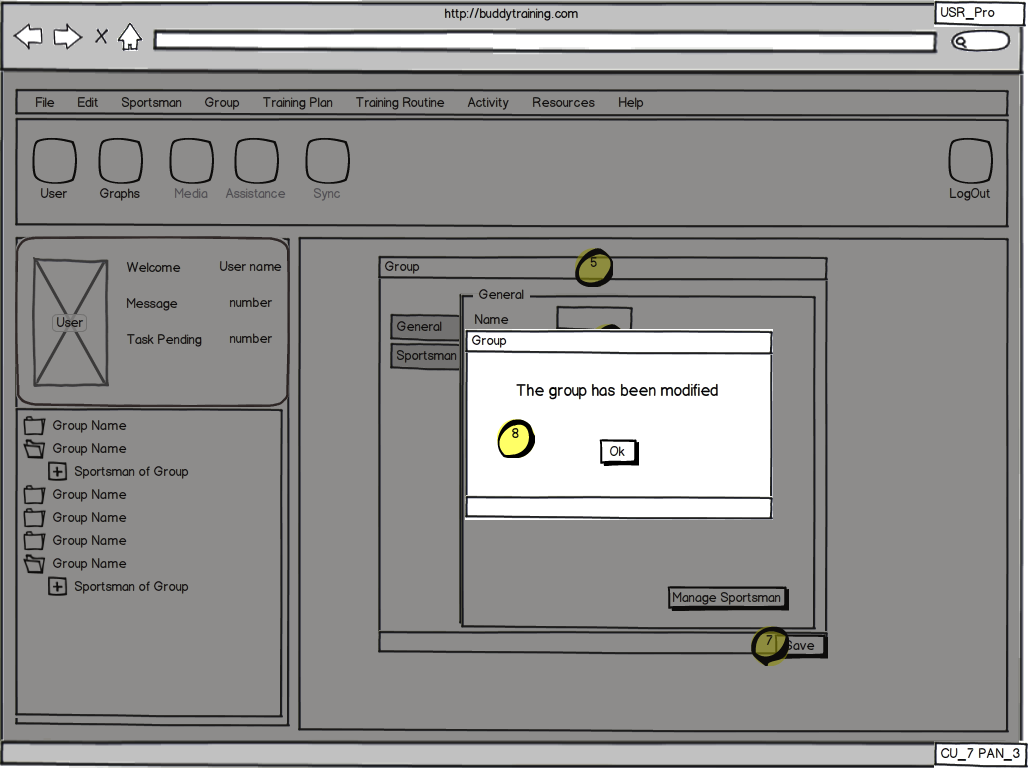 http://buddytraining.com
USR_Pro
File Edit Sportsman Group Training Plan Training Routine Activity Resources Help
User Graphs Media Assistance Sync LogOut
Welcome User name
Message number
User
Task Pending number
Group Name
Group Name
Sportsman of Group
Group Name
Group Name
Group Name
Group Name
Sportsman of Group
Group 5
General
Name
General
Sportsman
Group
The group has been modified
8
Ok
Manage Sportsman
7 Save
CU_7 PAN_3